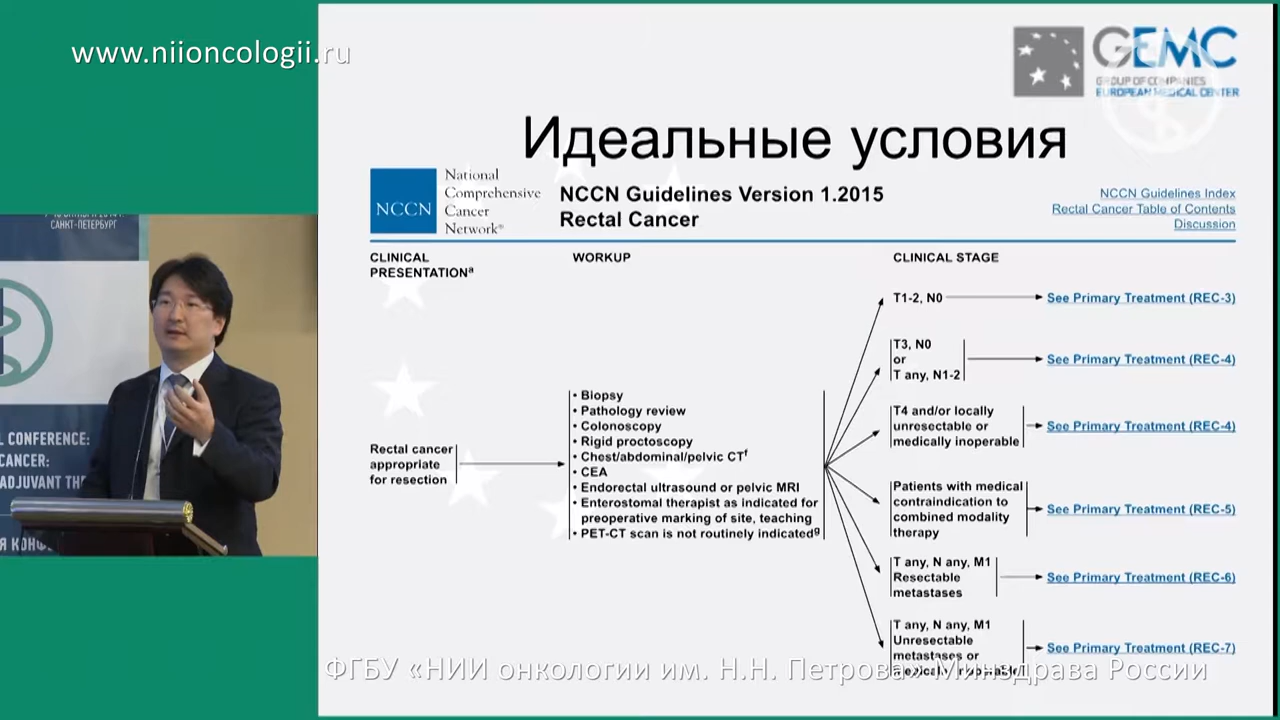 www.niioncologii.ru
GEMC
GROUP OF COMPANIES
EUROPEAN MEDICAL CENTER
Идеальные условия
NCCN
National
Comprehensive
Cancer
Network®
NCCN Guidelines Version 1.2015
Rectal Cancer
NCCN Guidelines Index
Rectal Cancer Table of Contents
Discussion
CLINICAL
PRESENTATIONa
WORKUP
CLINICAL STAGE
Rectal cancer
appropriate
for resection
• Biopsy
• Pathology review
• Colonoscopy
• Rigid proctoscopy
• Chest/abdominal/pelvic CTf
• CEA
• Endorectal ultrasound or pelvic MRI
• Enterostomal therapist as indicated for
preoperative marking of site, teaching
• PET-CT scan is not routinely indicatedg
T1-2, N0
See Primary Treatment (REC-3)
T3, N0
or
T any, N1-2
See Primary Treatment (REC-4)
T4 and/or locally
unresectable or
medically inoperable
See Primary Treatment (REC-4)
Patients with medical
contraindication to
combined modality
therapy
See Primary Treatment (REC-5)
T any, N any, M1
Resectable
metastases
See Primary Treatment (REC-6)
T any, N any, M1
Unresectable
metastases or
See Primary Treatment (REC-7)
САНКТ-ПЕТЕРБУРГ
CONFERENCE:
CANCER:
ADJUVANT
ФГБУ «НИИ онкологии им. Н.Н. Петрова» Минздрава России